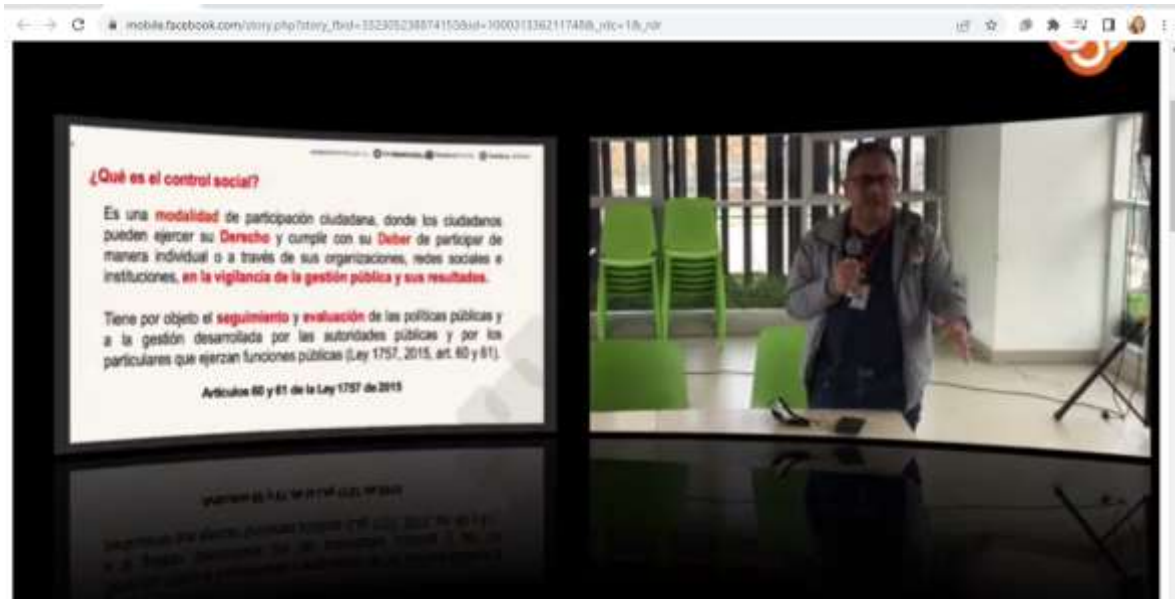 ¿Qué es el control social?
Es una modalidad de participación ciudadana, donde los ciudadanos
pueden ejercer su Derecho y cumplir con su Deber de participar de
manera individual o a través de sus organizaciones, redes sociales e
instituciones, en la vigilancia de la gestión pública y sus resultados.
Tiene por objeto el seguimiento y evaluación de las políticas públicas y
a la gestión desarrollada por las autoridades públicas y por los
particulares que ejerzan funciones públicas (Ley 1757, 2015, art. 60 y 61).
Artículos 60 y 61 de la Ley 1757 de 2015